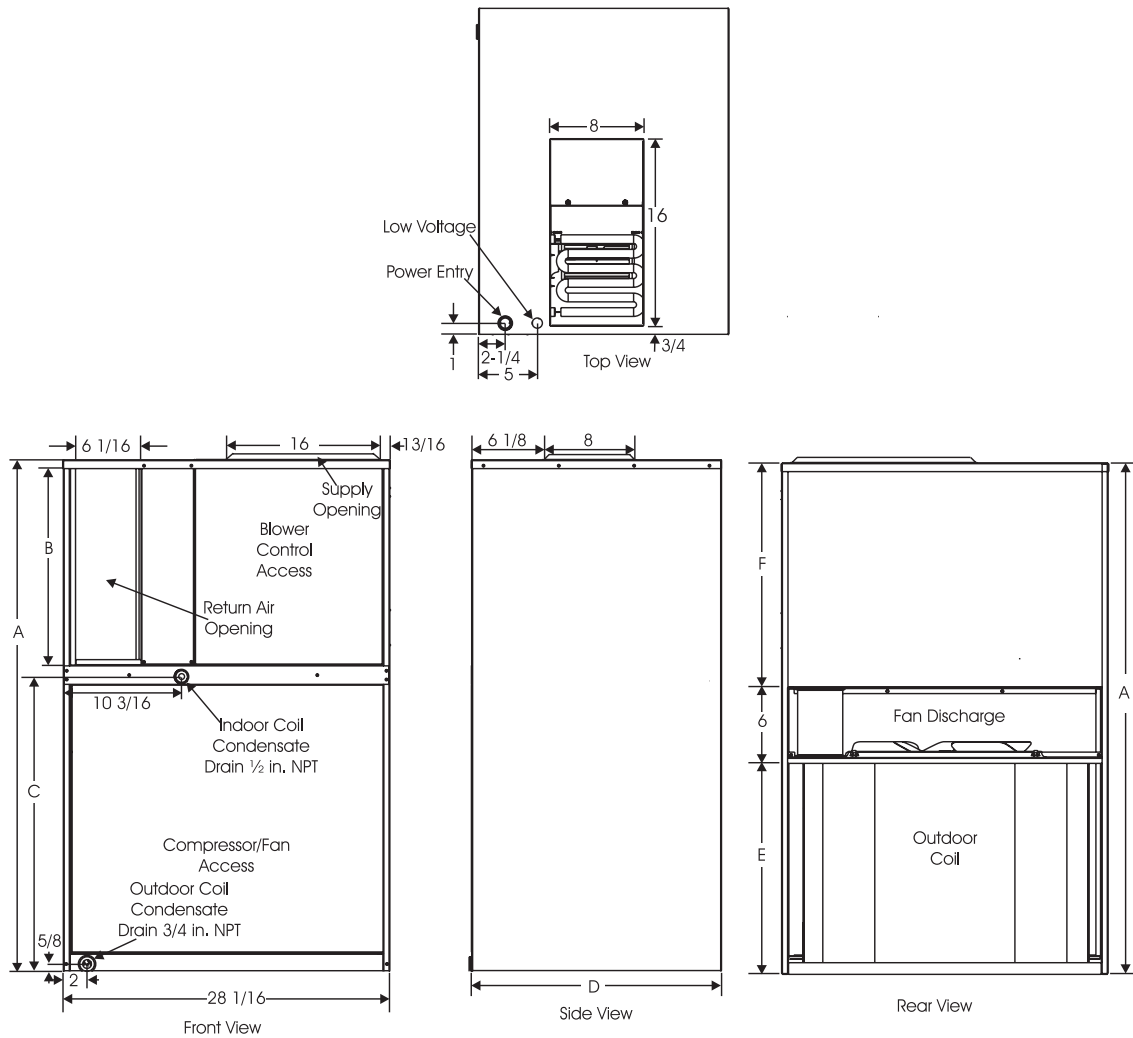 8
16
Low Voltage
Power Entry
1
2-1/4
5
3/4
Top View
6 1/16
16
13/16
Supply
Opening
Blower
Control
Access
B
Return Air
Opening
A
10 3/16
Indoor Coil
Condensate
Drain ½ in. NPT
C
Compressor/Fan
Access
Outdoor Coil
Condensate
Drain 3/4 in. NPT
5/8
2
28 1/16
Front View
6 1/8
8
D
Side View
F
Fan Discharge
6
A
Outdoor
Coil
E
Rear View